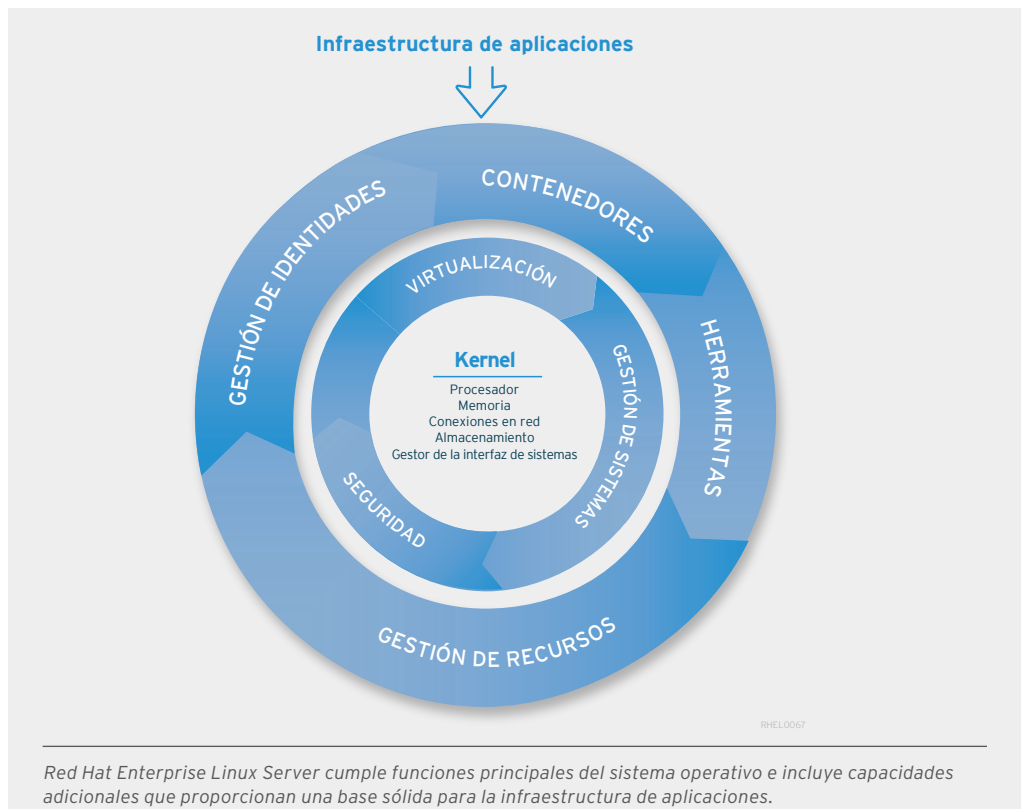 Infraestructura de aplicaciones
CONTENEDORES
GESTIÓN DE IDENTIDADES
HERRAMIENTAS
GESTIÓN DE RECURSOS
VIRTUALIZACIÓN
GESTIÓN DE SISTEMAS
SEGURIDAD
Kernel
Procesador
Memoria
Conexiones en red
Almacenamiento
Gestor de la interfaz de sistemas
RHEL0067
Red Hat Enterprise Linux Server cumple funciones principales del sistema operativo e incluye capacidades
adicionales que proporcionan una base sólida para la infraestructura de aplicaciones.